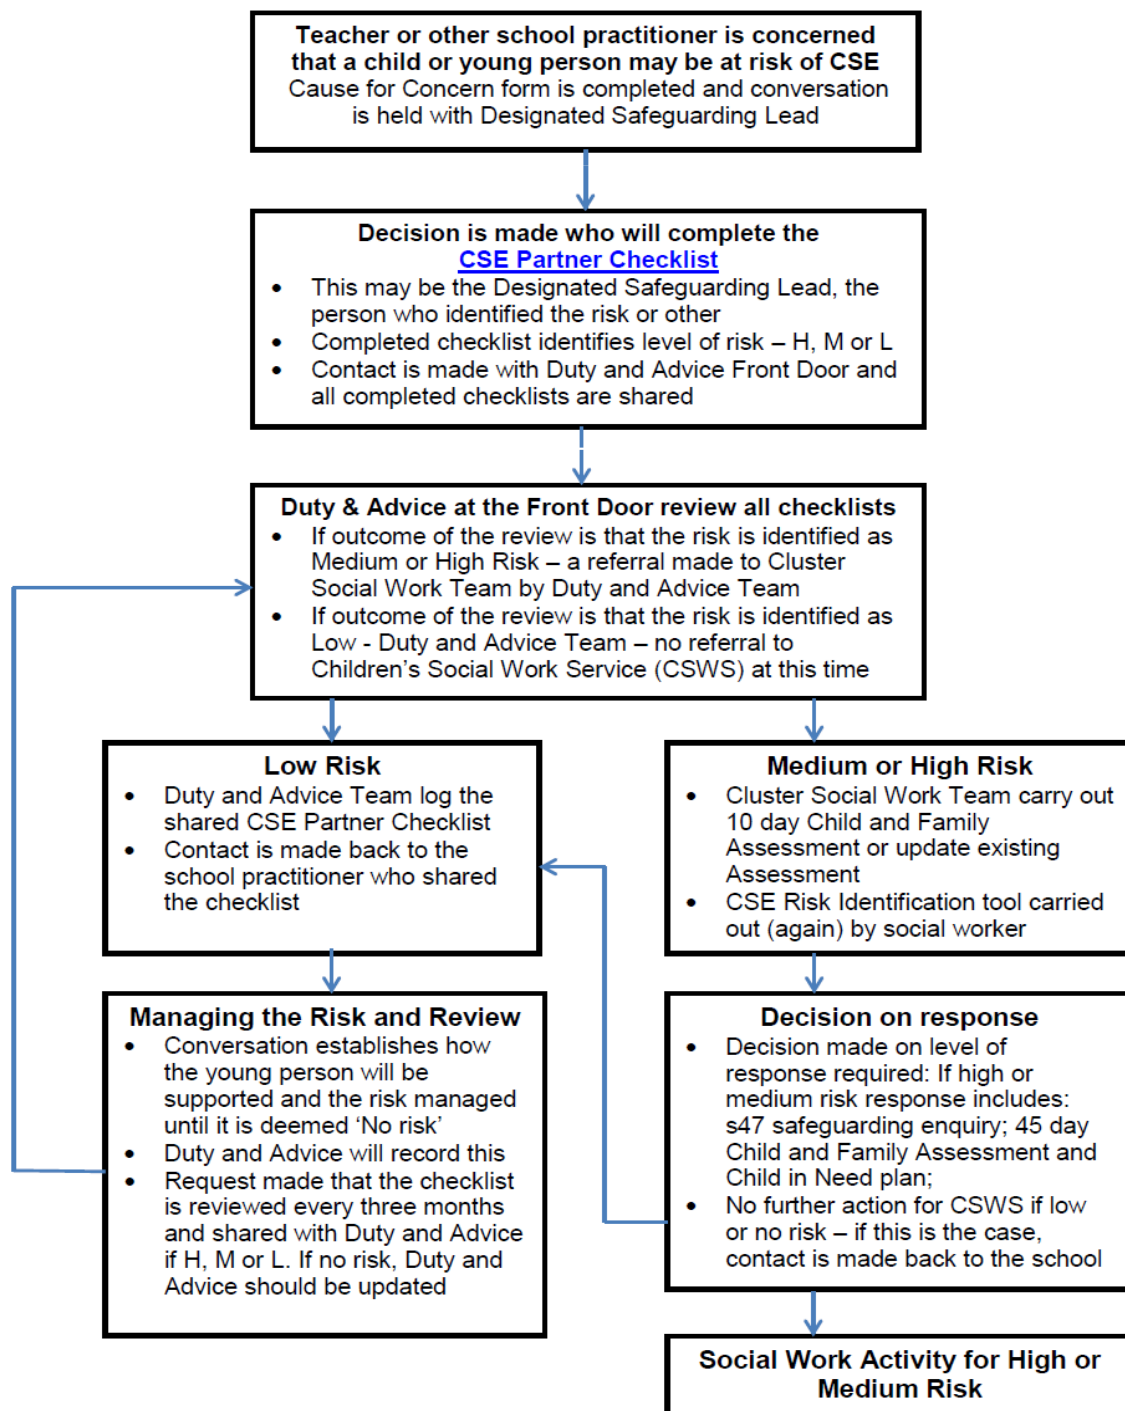 Teacher or other school practitioner is concerned
that a child or young person may be at risk of CSE
Cause for Concern form is completed and conversation
is held with Designated Safeguarding Lead
Decision is made who will complete the
CSE Partner Checklist
• This may be the Designated Safeguarding Lead, the
person who identified the risk or other
• Completed checklist identifies level of risk – H, M or L
• Contact is made with Duty and Advice Front Door and
all completed checklists are shared
Duty & Advice at the Front Door review all checklists
• If outcome of the review is that the risk is identified as
Medium or High Risk – a referral made to Cluster
Social Work Team by Duty and Advice Team
• If outcome of the review is that the risk is identified as
Low - Duty and Advice Team – no referral to
Children's Social Work Service (CSWS) at this time
Low Risk
• Duty and Advice Team log the
shared CSE Partner Checklist
• Contact is made back to the
school practitioner who shared
the checklist
Medium or High Risk
• Cluster Social Work Team carry out
10 day Child and Family
Assessment or update existing
Assessment
• CSE Risk Identification tool carried
out (again) by social worker
Managing the Risk and Review
• Conversation establishes how
the young person will be
supported and the risk managed
until it is deemed 'No risk'
• Duty and Advice will record this
• Request made that the checklist
is reviewed every three months
and shared with Duty and Advice
if H, M or L. If no risk, Duty and
Advice should be updated
Decision on response
• Decision made on level of
response required: If high or
medium risk response includes:
s47 safeguarding enquiry; 45 day
Child and Family Assessment and
Child in Need plan;
• No further action for CSWS if low
or no risk – if this is the case,
contact is made back to the school
Social Work Activity for High or
Medium Risk